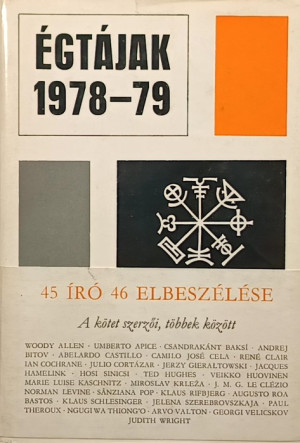 ÉGTÁJAK
1978–79
45 ÍRÓ 46 ELBESZÉLÉSE
A kötet szerzői, többek között
WOODY ALLEN · UMBERTO APICE · CSANDRAKÁNT BAKSI · ANDREJ
BITOV · ABELARDO CASTILLO · CAMILO JOSÉ CELA · RENÉ CLAIR
IAN COCHRANE · JULIO CORTÁZAR · JERZY GIERALTOWSKI · JACQUES
HAMELINK · HOSI SINICSI · TED HUGHES · VEIKKO HUOVINEN
MARIE LUISE KASCHNITZ · MIROSLAV KRLEŽA · J. M. G. LE CLÉZIO
NORMAN LEVINE · SÂNZIANA POP · KLAUS RIFBJERG · AUGUSTO ROA
BASTOS · KLAUS SCHLESINGER · JELENA SZEREBROVSZKAJA · PAUL
THEROUX · NGUGI WA THIONG'O · ARVO VALTON · GEORGI VELICSKOV
JUDITH WRIGHT